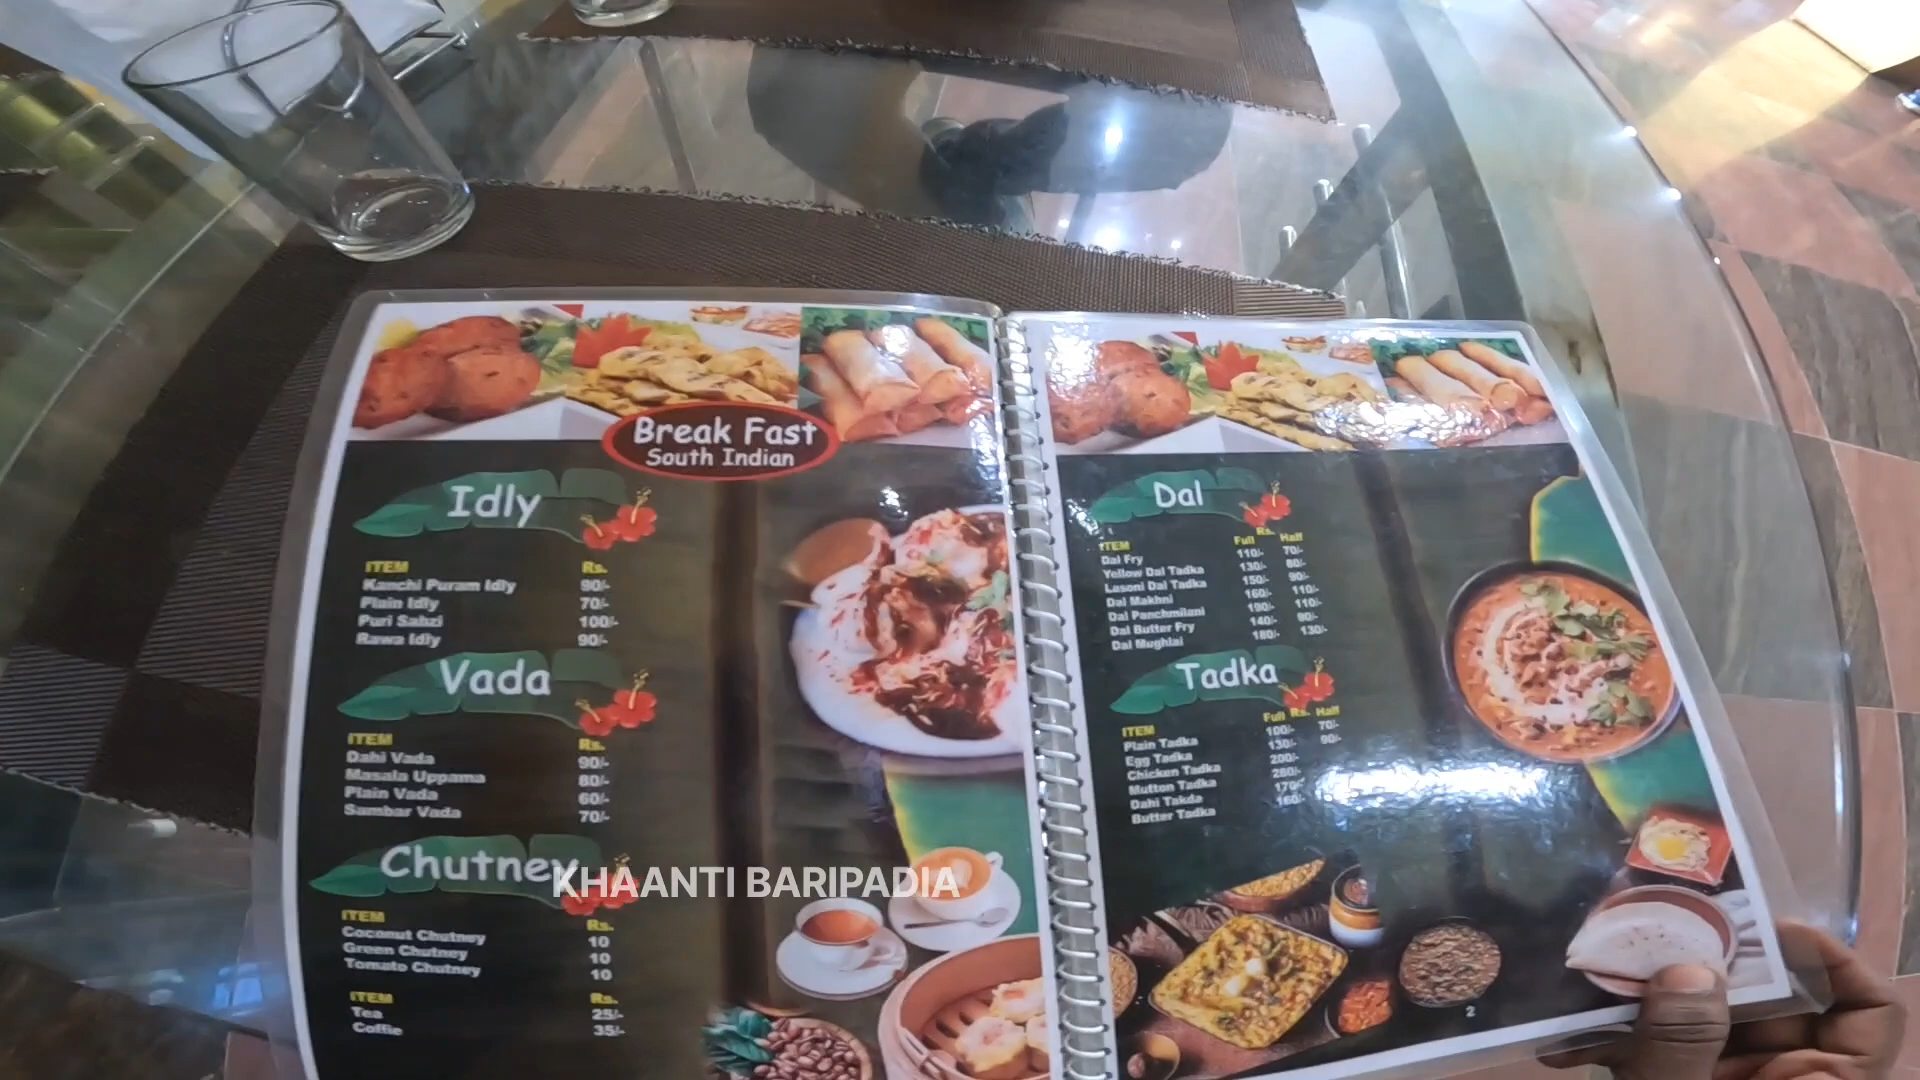 Break Fast
South Indian
Idly
ITEM Rs.
Kanchi Puram Idly 90/-
Plain Idly 70/-
Puri Sabzi 100/-
Rawa Idly 90/-
Vada
ITEM Rs.
Dahi Vada 90/-
Masala Uppama 80/-
Plain Vada 60/-
Sambar Vada 70/-
Chutney
ITEM Rs.
Coconut Chutney 10
Green Chutney 10
Tomato Chutney 10
ITEM Rs.
Tea 25/-
Coffie 35/-
Dal
ITEM Full Rs. Half
Dal Fry 110/- 70/-
Yellow Dal Tadka 130/- 80/-
Lasoni Dal Tadka 150/- 90/-
Dal Makhni 160/- 110/-
Dal Panchmilani 190/- 110/-
Dal Butter Fry 140/- 80/-
Dal Mughlai 180/- 130/-
Tadka
ITEM Full Rs. Half
Plain Tadka 100/- 70/-
Egg Tadka 130/- 90/-
Chicken Tadka 200/-
Mutton Tadka 280/-
Dahi Takda 170/-
Butter Tadka 160/-
2
KHAANTI BARIPADIA